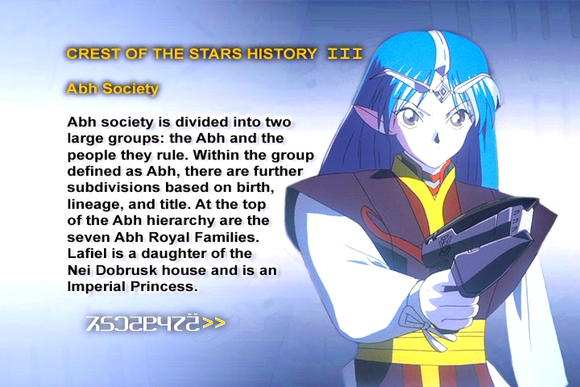 CREST OF THE STARS HISTORY III
Abh Society
Abh society is divided into two
large groups: the Abh and the
people they rule. Within the group
defined as Abh, there are further
subdivisions based on birth,
lineage, and title. At the top
of the Abh hierarchy are the
seven Abh Royal Families.
Lafiel is a daughter of the
Nei Dobrusk house and is an
Imperial Princess.
>>